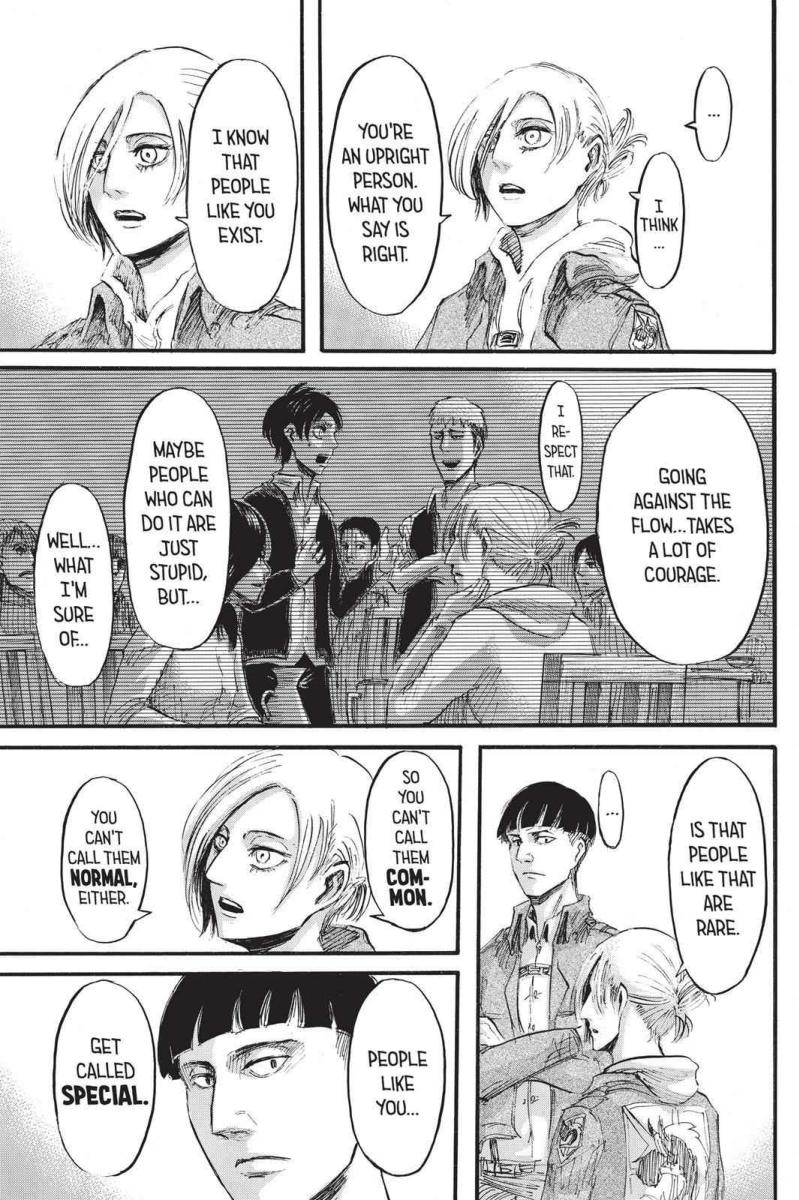 ...
I
THINK
...
YOU'RE
AN UPRIGHT
PERSON.
WHAT YOU
SAY IS
RIGHT.
I KNOW
THAT
PEOPLE
LIKE YOU
EXIST.
GOING
AGAINST THE
FLOW...TAKES
A LOT OF
COURAGE.
I
RE-
SPECT
THAT.
MAYBE
PEOPLE
WHO CAN
DO IT ARE
JUST
STUPID,
BUT...
WELL...
WHAT
I'M
SURE
OF...
IS THAT
PEOPLE
LIKE THAT
ARE
RARE.
...
SO
YOU
CAN'T
CALL
THEM
COM-
MON.
YOU
CAN'T
CALL THEM
NORMAL,
EITHER.
PEOPLE
LIKE
YOU...
GET
CALLED
SPECIAL.